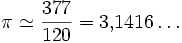 π ≃ 377/120 = 3,1416…